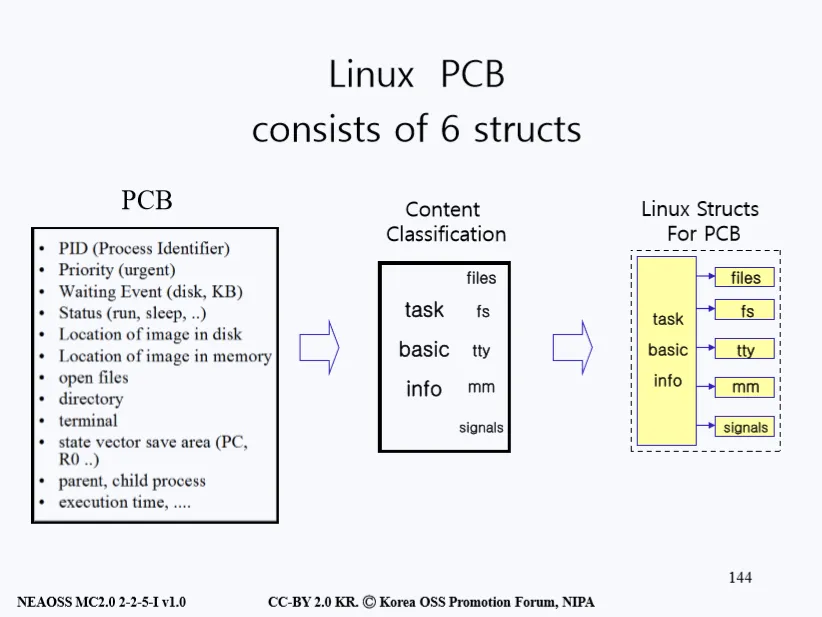 Linux PCB
consists of 6 structs
PCB
• PID (Process Identifier)
• Priority (urgent)
• Waiting Event (disk, KB)
• Status (run, sleep, ..)
• Location of image in disk
• Location of image in memory
• open files
• directory
• terminal
• state vector save area (PC,
R0 ..)
• parent, child process
• execution time, ....
Content
Classification
task
basic
info
files
fs
tty
mm
signals
Linux Structs
For PCB
task
basic
info
files
fs
tty
mm
signals
144
NEAOSS MC2.0 2-2-5-I v1.0
CC-BY 2.0 KR. Ⓒ Korea OSS Promotion Forum, NIPA